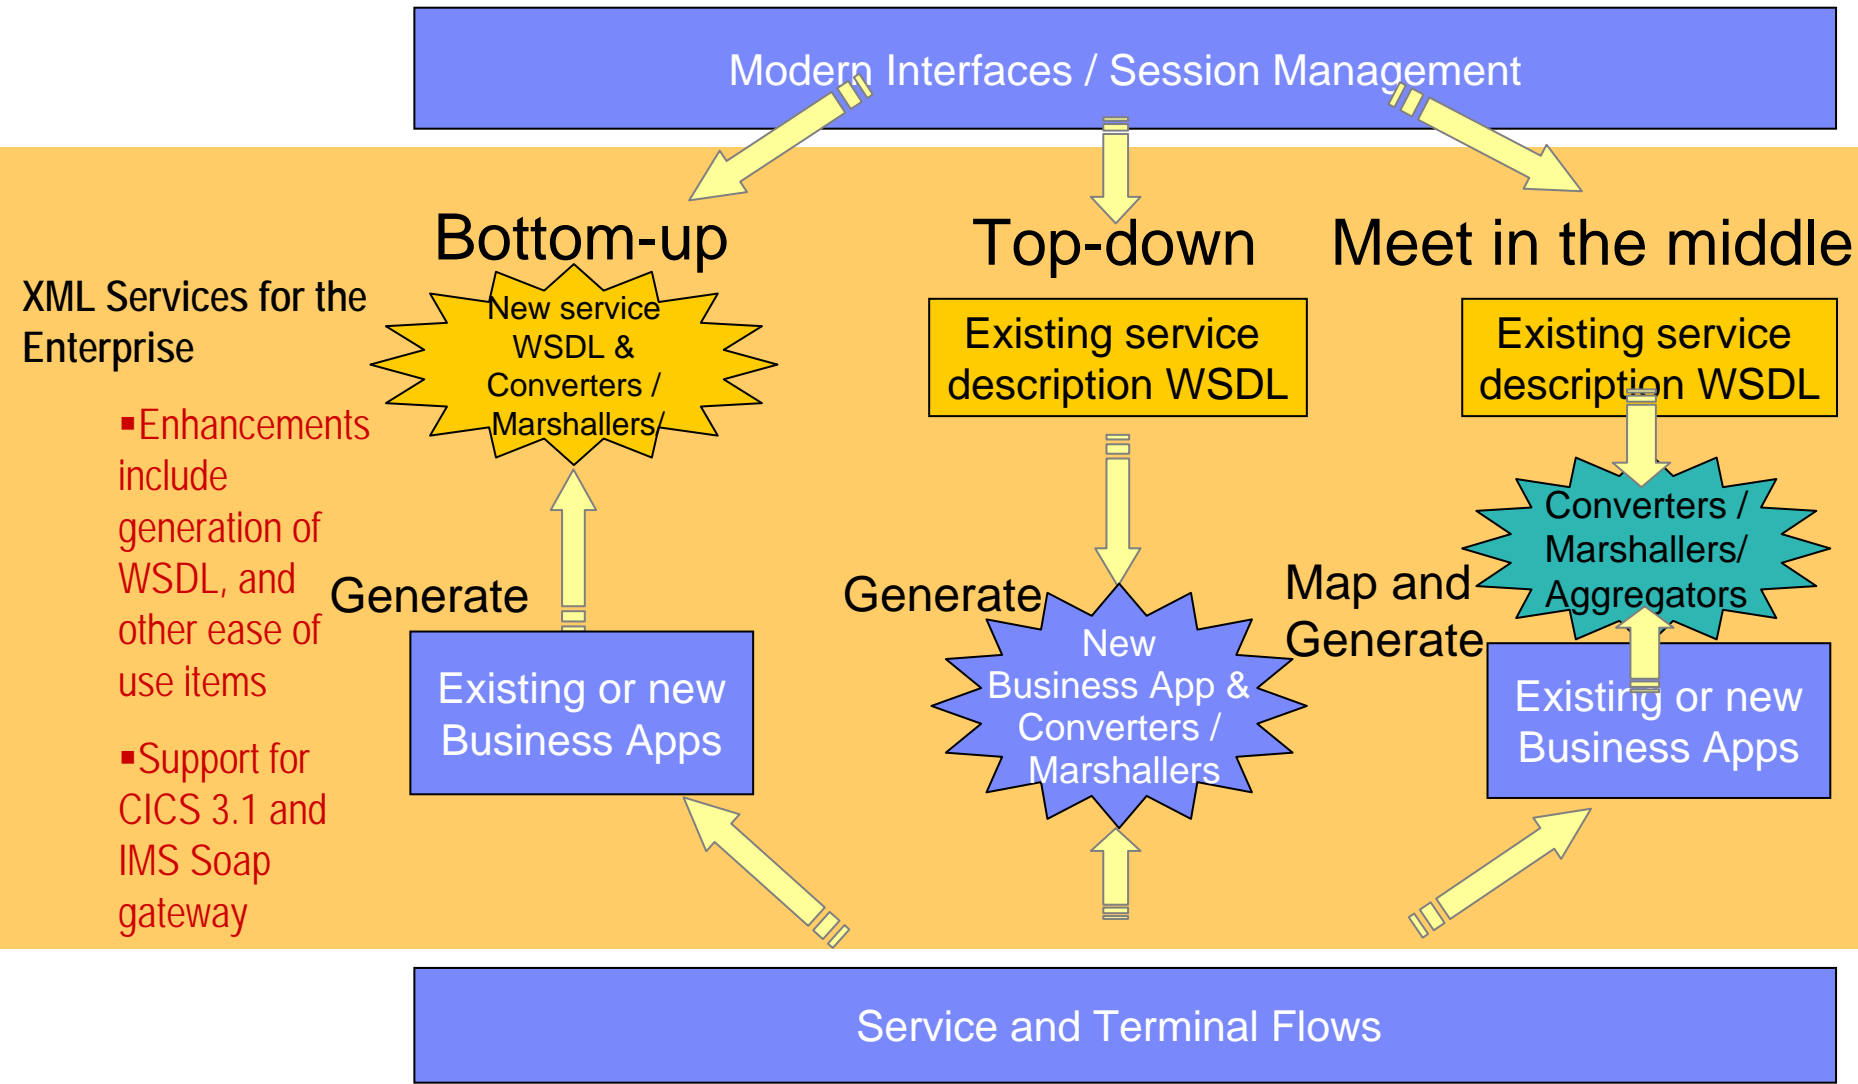 Modern Interfaces / Session Management
Bottom-up
Top-down
Meet in the middle
XML Services for the
Enterprise
▪Enhancements
include
generation of
WSDL, and
other ease of
use items
▪Support for
CICS 3.1 and
IMS Soap
gateway
New service
WSDL &
Converters /
Marshallers/
Generate
Existing or new
Business Apps
Existing service
description WSDL
Generate
New
Business App &
Converters /
Marshallers
Existing service
description WSDL
Converters /
Marshallers/
Aggregators
Map and
Generate
Existing or new
Business Apps
Service and Terminal Flows